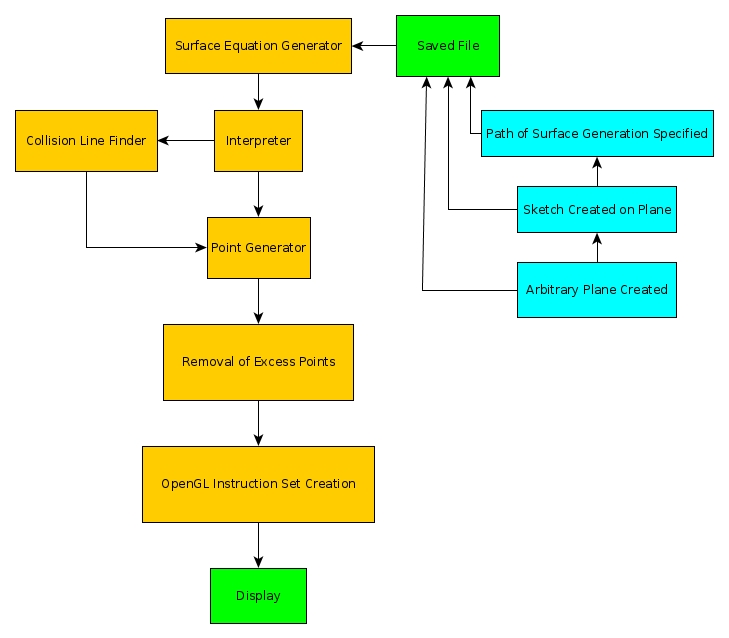 Surface Equation Generator
Saved File
Collision Line Finder
Interpreter
Path of Surface Generation Specified
Sketch Created on Plane
Point Generator
Arbitrary Plane Created
Removal of Excess Points
OpenGL Instruction Set Creation
Display